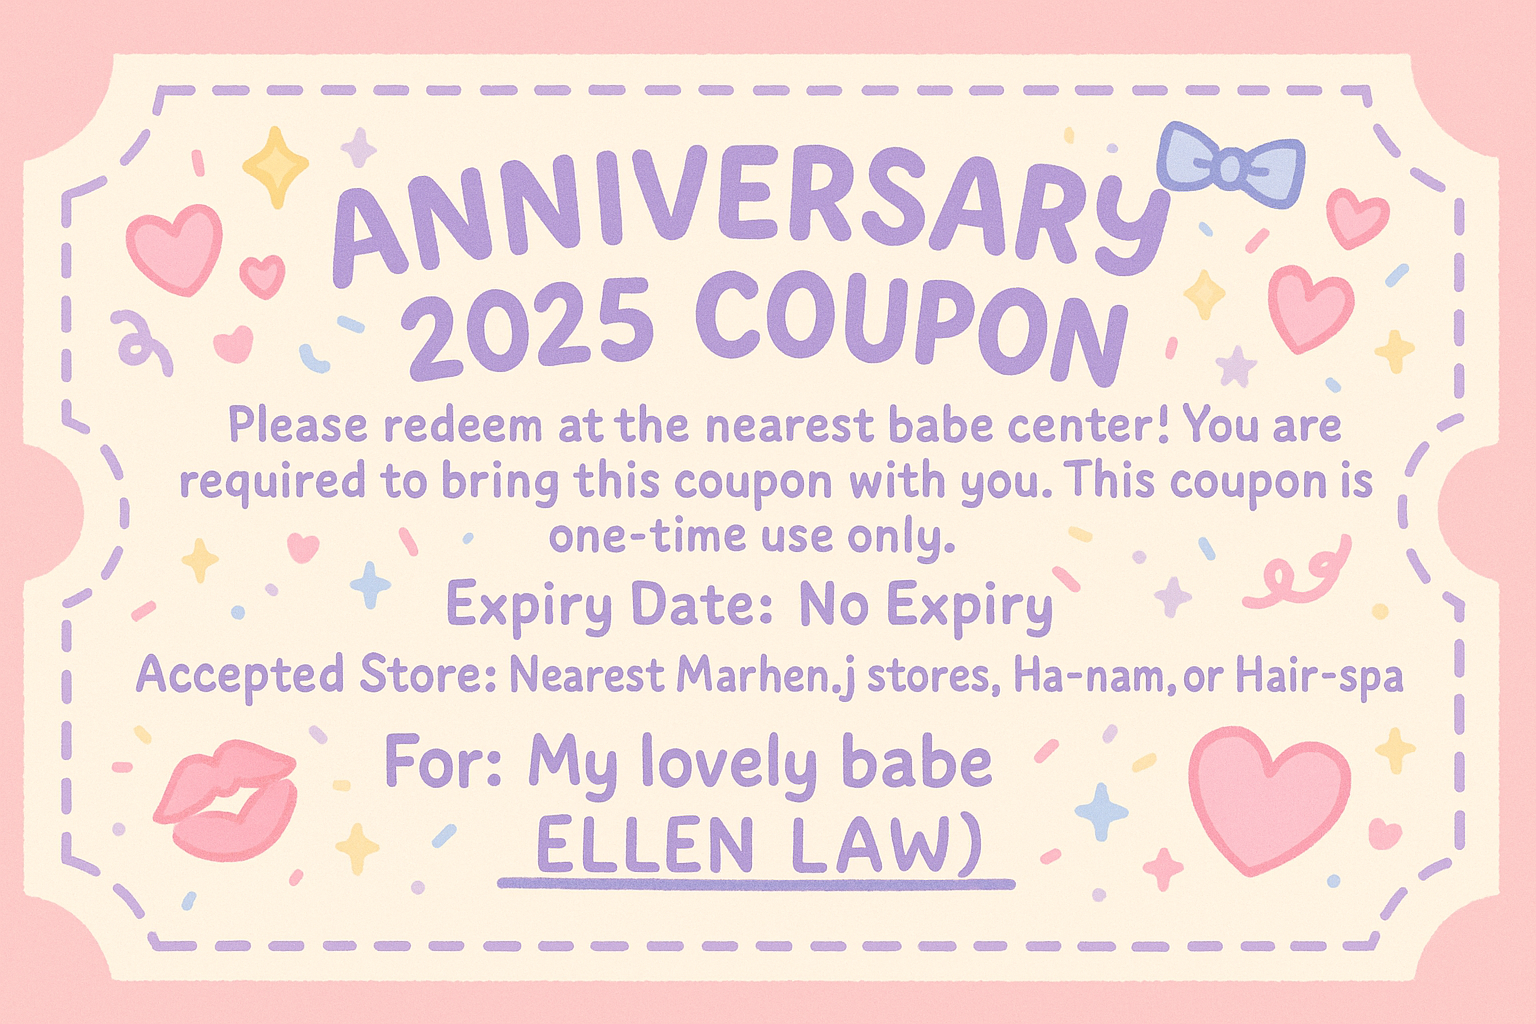 ANNIVERSARY
2025 COUPON
Please redeem at the nearest babe center! You are
required to bring this coupon with you. This coupon is
one-time use only.
Expiry Date: No Expiry
Accepted Store: Nearest Marhen.j stores, Ha-nam, or Hair-spa
For: My lovely babe
ELLEN LAW)